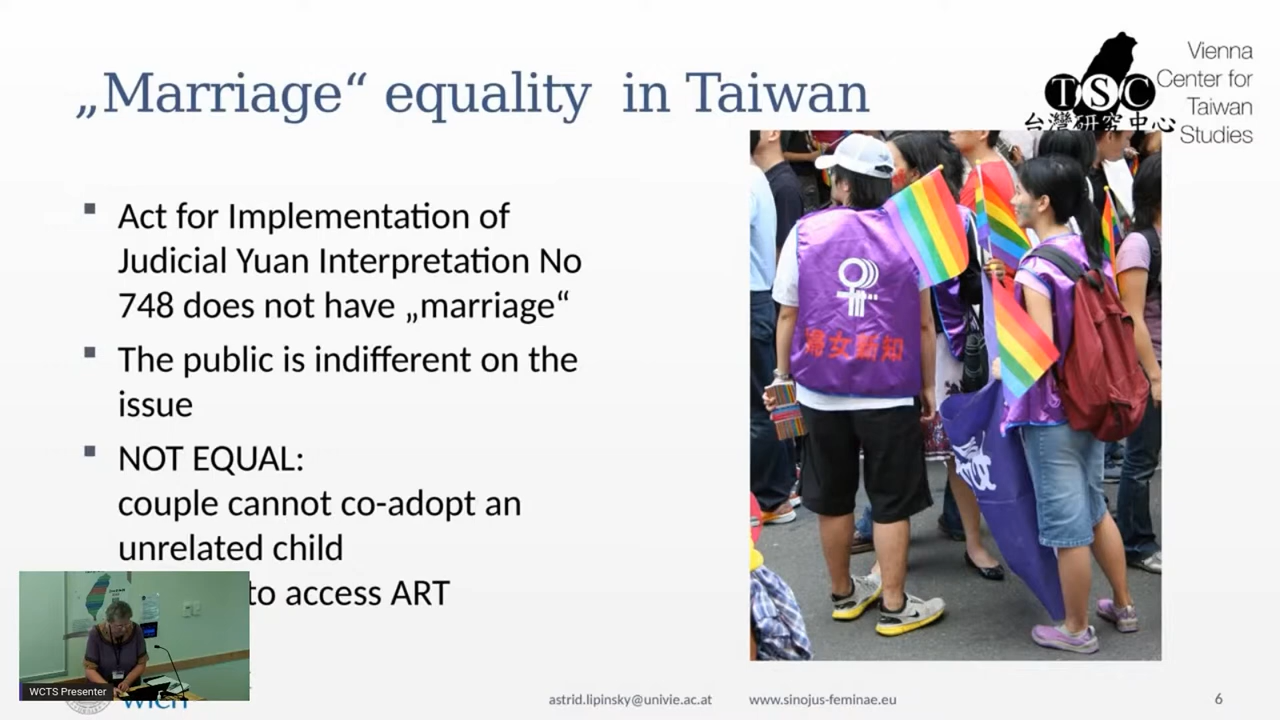 „Marriage“ equality in Taiwan
TSC
台灣研究中心
Vienna
Center for
Taiwan
Studies
Act for Implementation of
Judicial Yuan Interpretation No
748 does not have „marriage“
The public is indifferent on the
issue
NOT EQUAL:
couple cannot co-adopt an
unrelated child
to access ART
婦女新知
WCTS Presenter
astrid.lipinsky@univie.ac.at
www.sinojus-feminae.eu
6